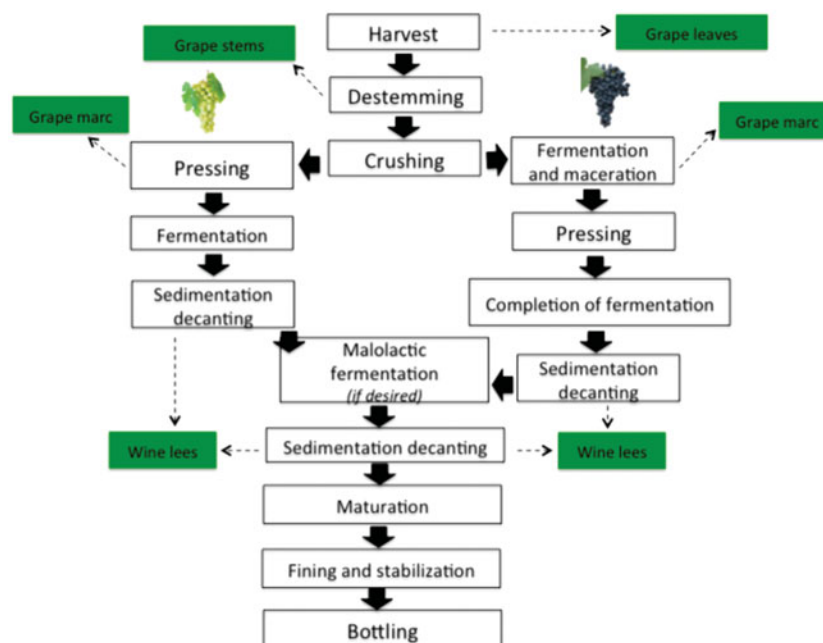 Harvest
Grape leaves
Grape stems
Destemming
Grape marc
Grape marc
Pressing
Crushing
Fermentation
and maceration
Fermentation
Pressing
Sedimentation
decanting
Completion of fermentation
Malolactic
fermentation
(if desired)
Sedimentation
decanting
Wine lees
Sedimentation decanting
Wine lees
Maturation
Fining and stabilization
Bottling